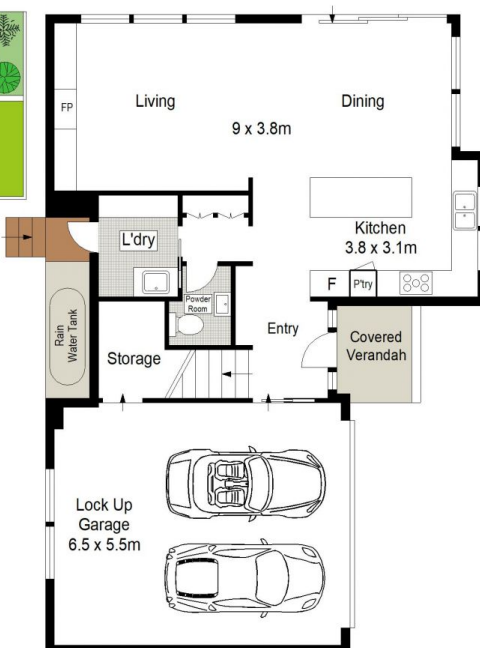 FP
Living
Dining
9 x 3.8m
Kitchen
3.8 x 3.1m
L'dry
F
P'try
Powder
Room
Rain
Water Tank
Entry
Covered
Verandah
Storage
Lock Up
Garage
6.5 x 5.5m